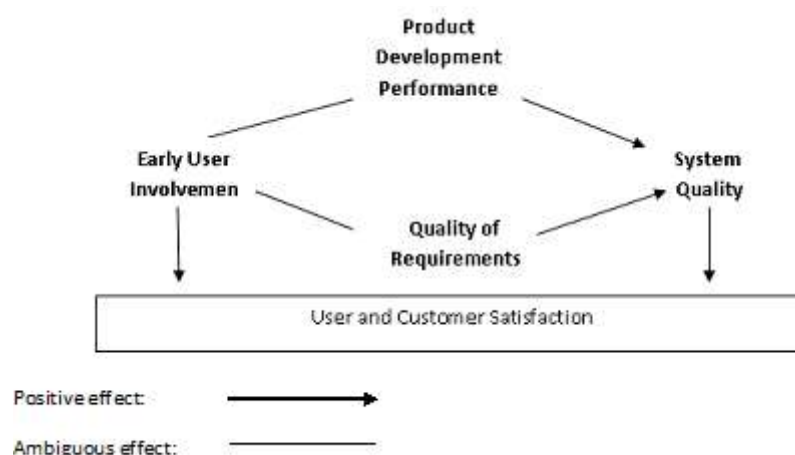 Product
Development
Performance
Early User
Involvemen
System
Quality
Quality of
Requirements
User and Customer Satisfaction
Positive effect:
Ambiguous effect: